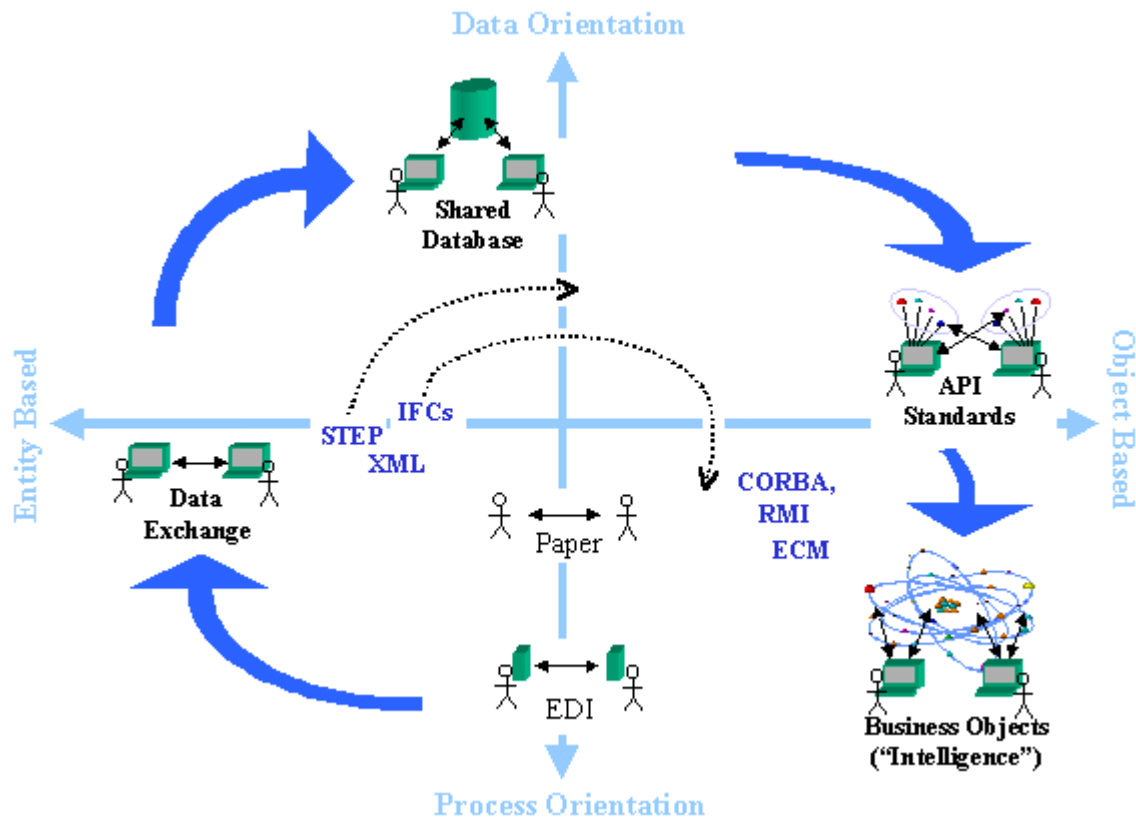 Data Orientation
Shared
Database
Entity Based
Object Based
API
Standards
IFCs
STEP
XML
Data
Exchange
CORBA,
RMI
ECM
Paper
EDI
Business Objects
(“Intelligence”)
Process Orientation